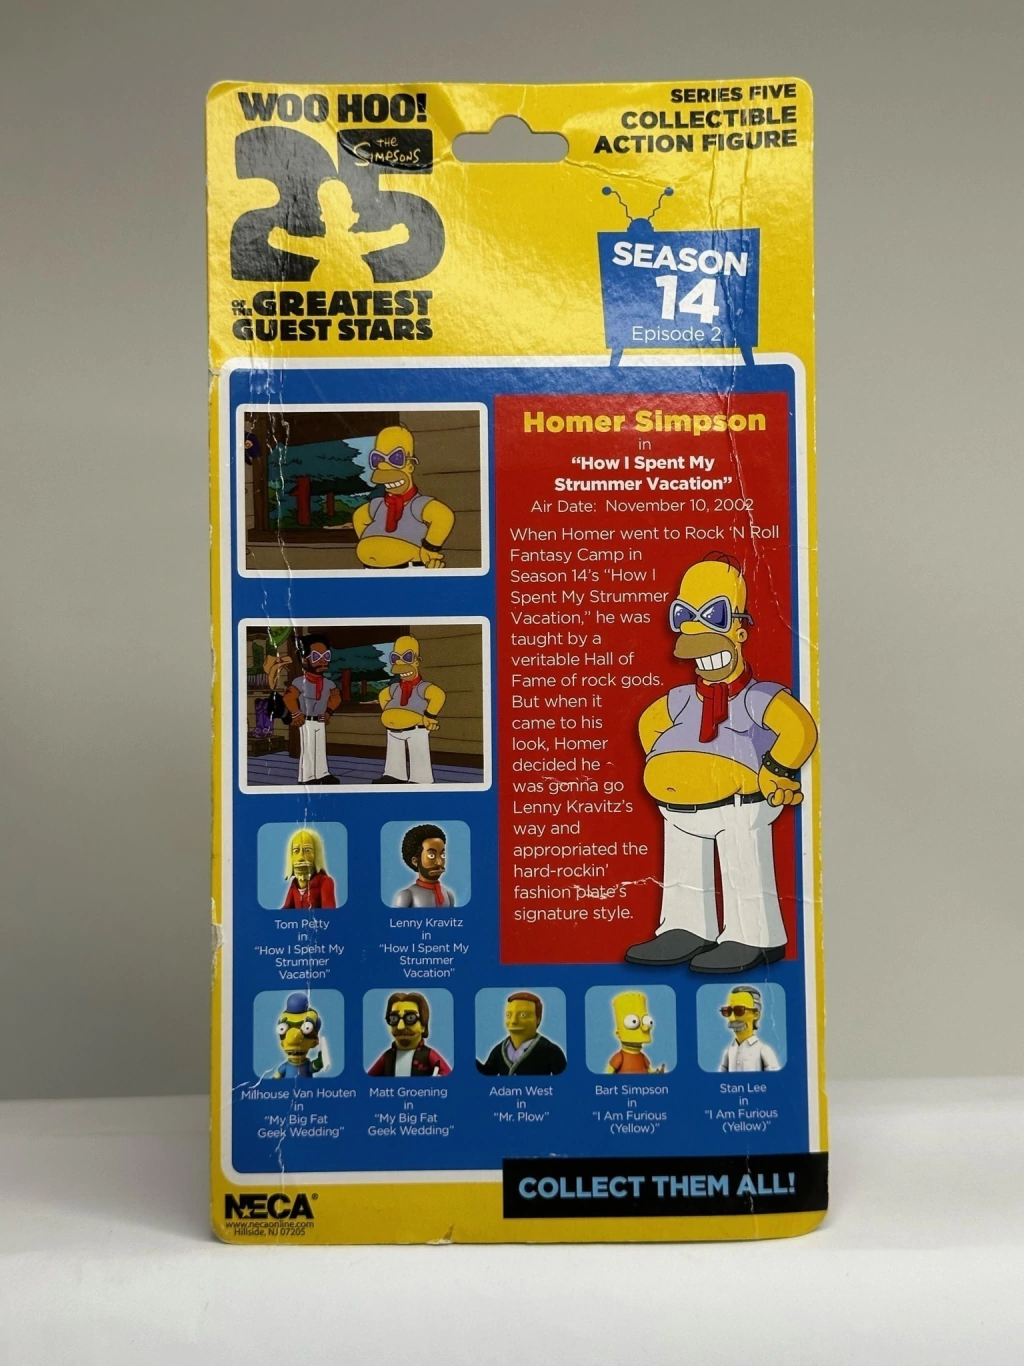 WOO HOO!
25
THE
SIMPSONS
OF THE GREATEST
GUEST STARS
SERIES FIVE
COLLECTIBLE
ACTION FIGURE
SEASON
14
Episode 2
Homer Simpson
in
"How I Spent My
Strummer Vacation"
Air Date: November 10, 2002
When Homer went to Rock 'N Roll
Fantasy Camp in
Season 14's "How I
Spent My Strummer
Vacation," he was
taught by a
veritable Hall of
Fame of rock gods.
But when it
came to his
look, Homer
decided he
was gonna go
Lenny Kravitz's
way and
appropriated the
hard-rockin'
fashion plate's
signature style.
Tom Petty
in
"How I Spent My
Strummer
Vacation"
Lenny Kravitz
in
"How I Spent My
Strummer
Vacation"
Milhouse Van Houten
in
"My Big Fat
Geek Wedding"
Matt Groening
in
"My Big Fat
Geek Wedding"
Adam West
in
"Mr. Plow"
Bart Simpson
in
"I Am Furious
(Yellow)"
Stan Lee
in
"I Am Furious
(Yellow)"
COLLECT THEM ALL!
NECA®
www.necaonline.com
Hillside, NJ 07205